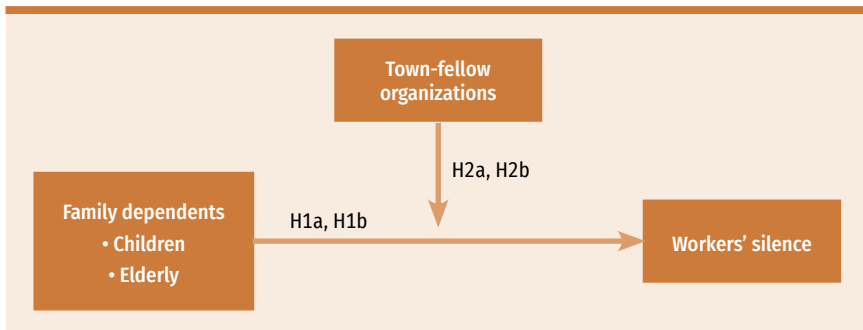 Town-fellow
organizations
H2a, H2b
Family dependents
• Children
• Elderly
H1a, H1b
Workers’ silence